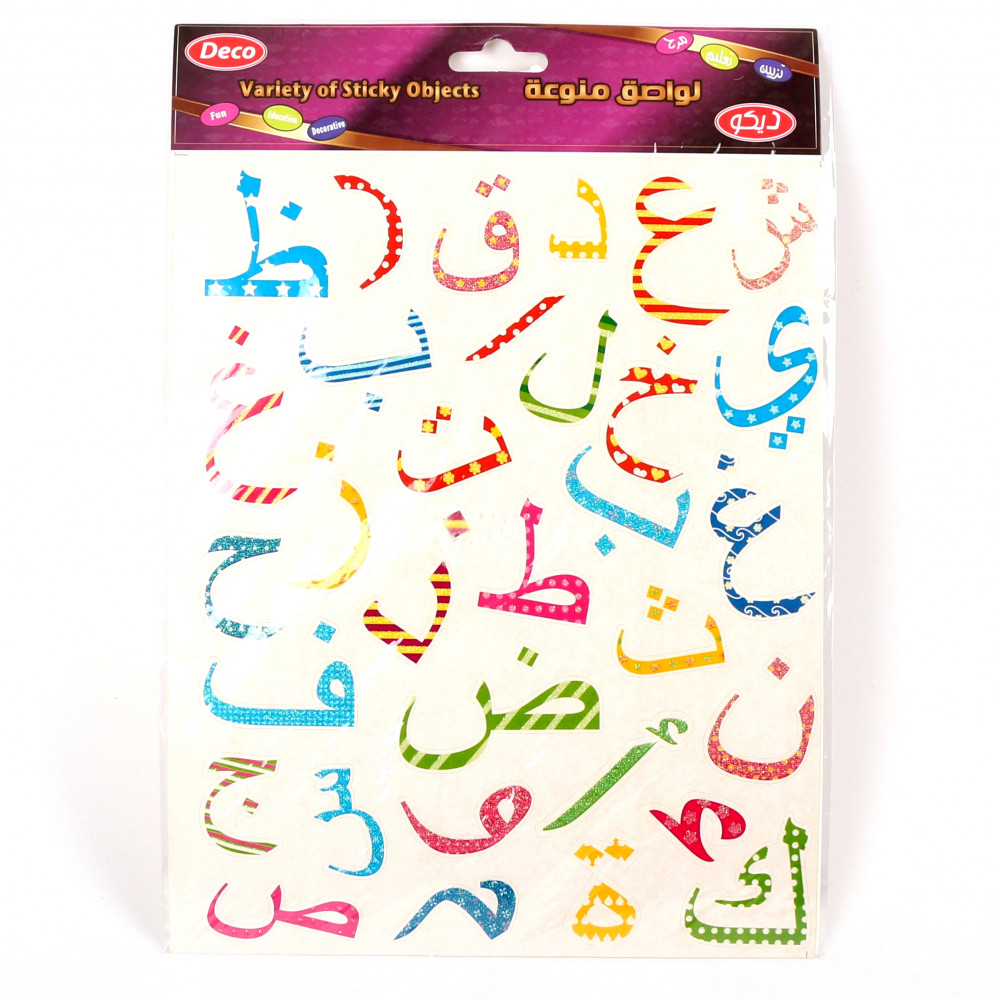 Deco
Variety of Sticky Objects
لواصق منوعة
مرح
تعليم
تزيين
Fun
Education
Decorative
ديكو
ش ع د ق ر ظ
ي ل ا ب
خ ت غ
غ ب ز
ث ط ذ ح
ن ض ف
م أ و س ج
ك ة ص